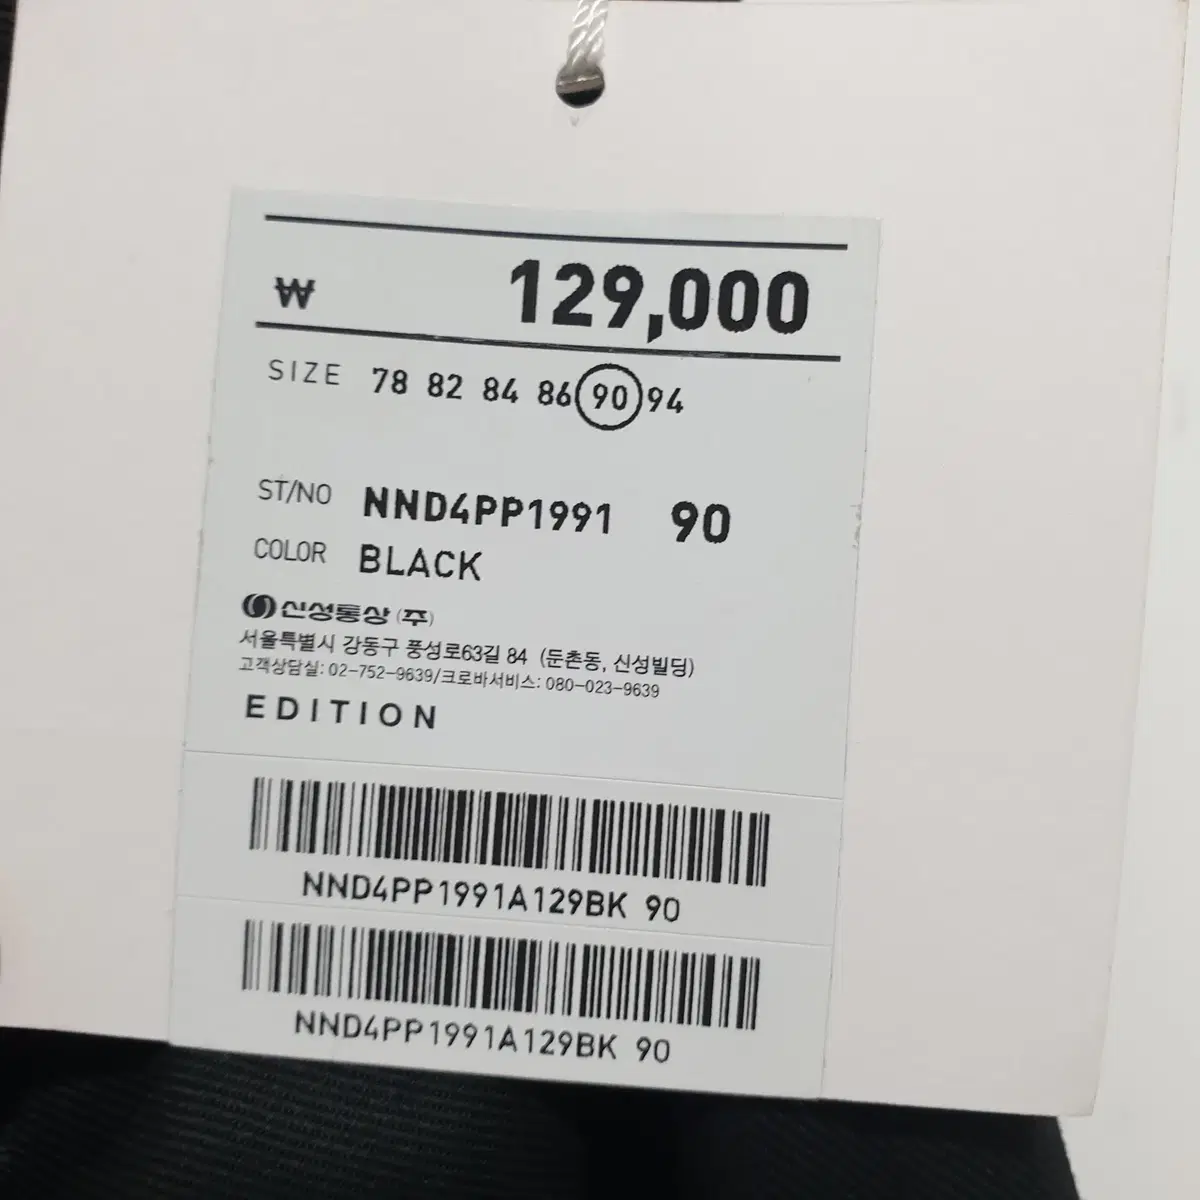 ₩ 129,000
SIZE 78 82 84 86 90 94
ST/NO NND4PP1991 90
COLOR BLACK
신성통상(주)
서울특별시 강동구 풍성로63길 84 (둔촌동, 신성빌딩)
고객상담실: 02-752-9639/크로바서비스: 080-023-9639
EDITION
NND4PP1991A129BK 90
NND4PP1991A129BK 90